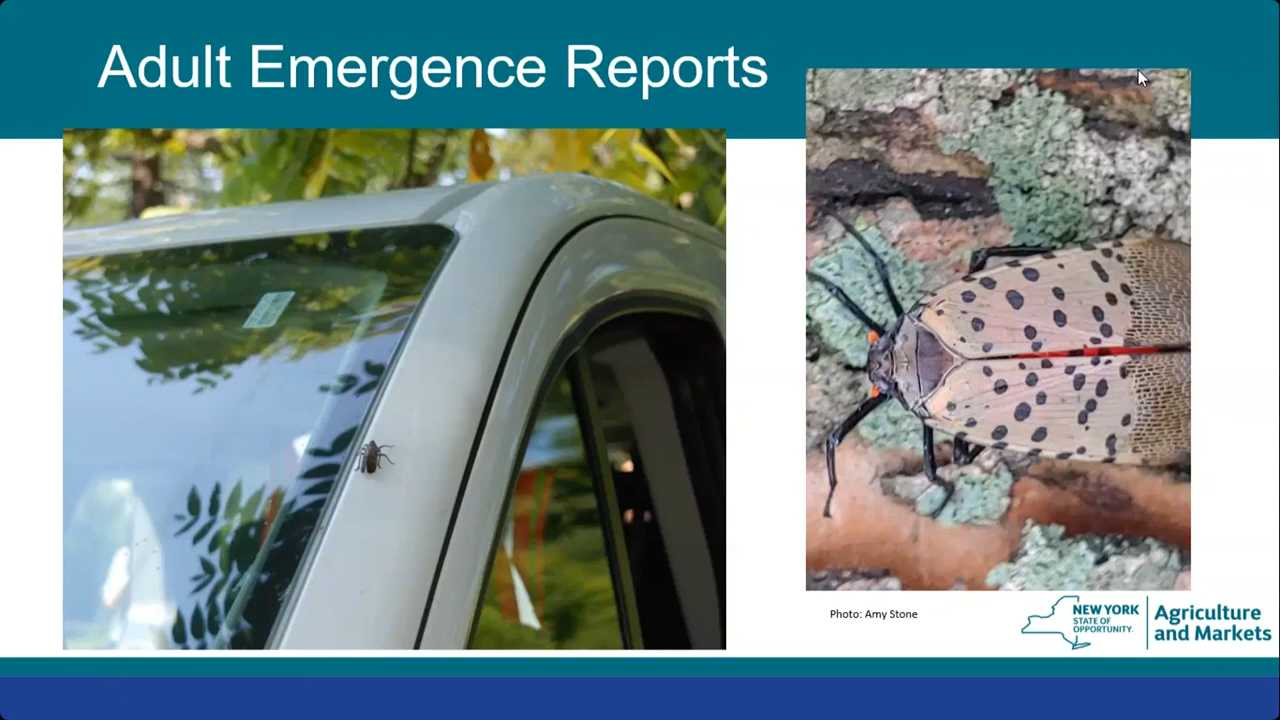 Adult Emergence Reports
Photo: Amy Stone
NEW YORK
STATE OF
OPPORTUNITY.
Agriculture
and Markets